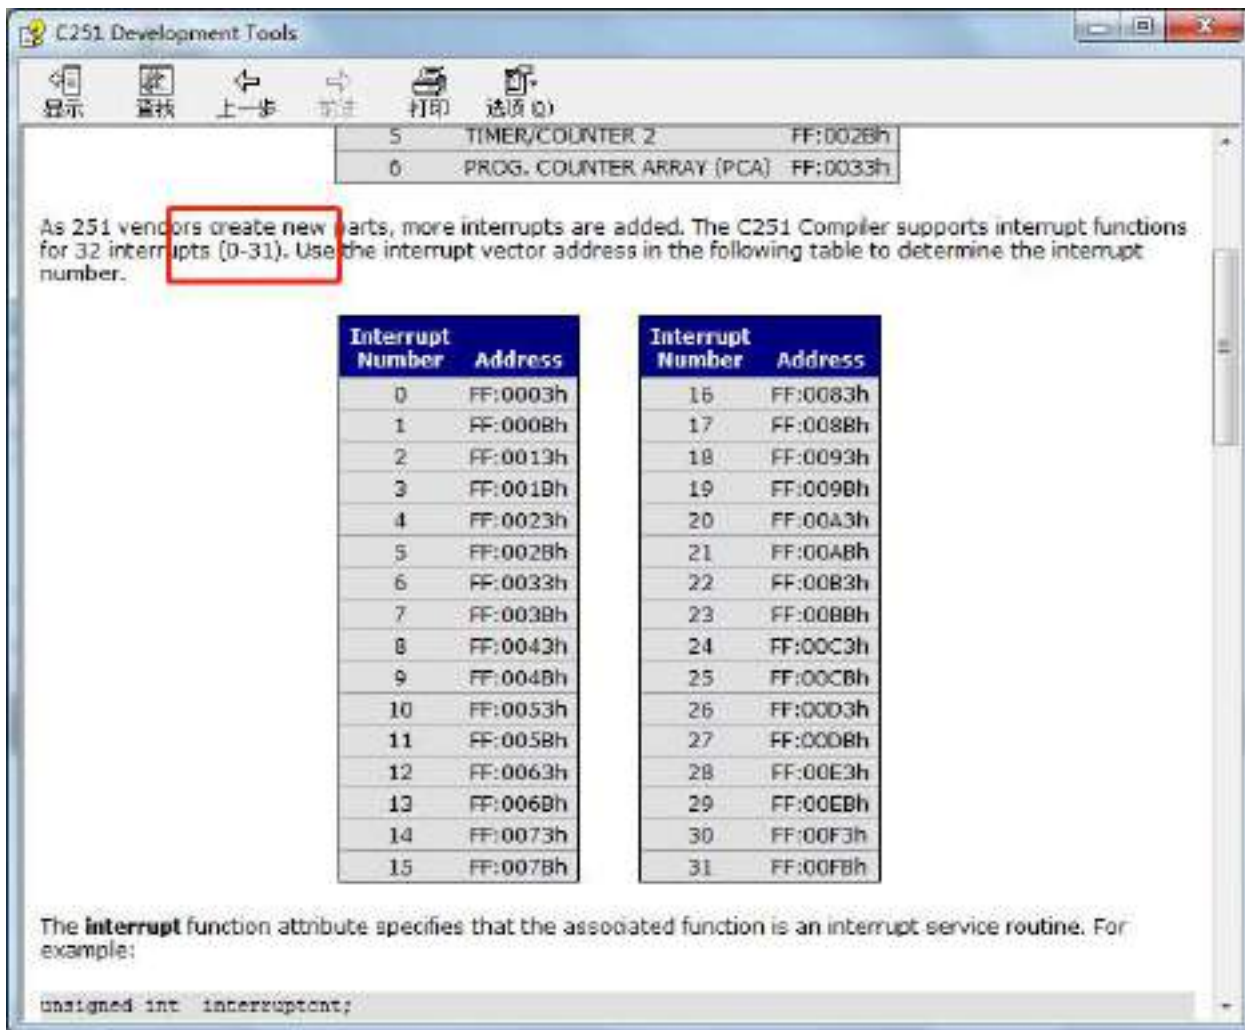 C251 Development Tools
显示 查找 上一步 前进 打印 选项(O)
5 TIMER/COUNTER 2 FF:002Bh
6 PROG. COUNTER ARRAY (PCA) FF:0033h
As 251 vendors create new parts, more interrupts are added. The C251 Compiler supports interrupt functions
for 32 interrupts (0-31). Use the interrupt vector address in the following table to determine the interrupt
number.
Interrupt Number Address Interrupt Number Address
0 FF:0003h 16 FF:0083h
1 FF:000Bh 17 FF:008Bh
2 FF:0013h 18 FF:0093h
3 FF:001Bh 19 FF:009Bh
4 FF:0023h 20 FF:00A3h
5 FF:002Bh 21 FF:00ABh
6 FF:0033h 22 FF:00B3h
7 FF:003Bh 23 FF:00BBh
8 FF:0043h 24 FF:00C3h
9 FF:004Bh 25 FF:00CBh
10 FF:0053h 26 FF:00D3h
11 FF:005Bh 27 FF:00DBh
12 FF:0063h 28 FF:00E3h
13 FF:006Bh 29 FF:00EBh
14 FF:0073h 30 FF:00F3h
15 FF:007Bh 31 FF:00FBh
The interrupt function attribute specifies that the associated function is an interrupt service routine. For
example:
unsigned int interruptcnt;